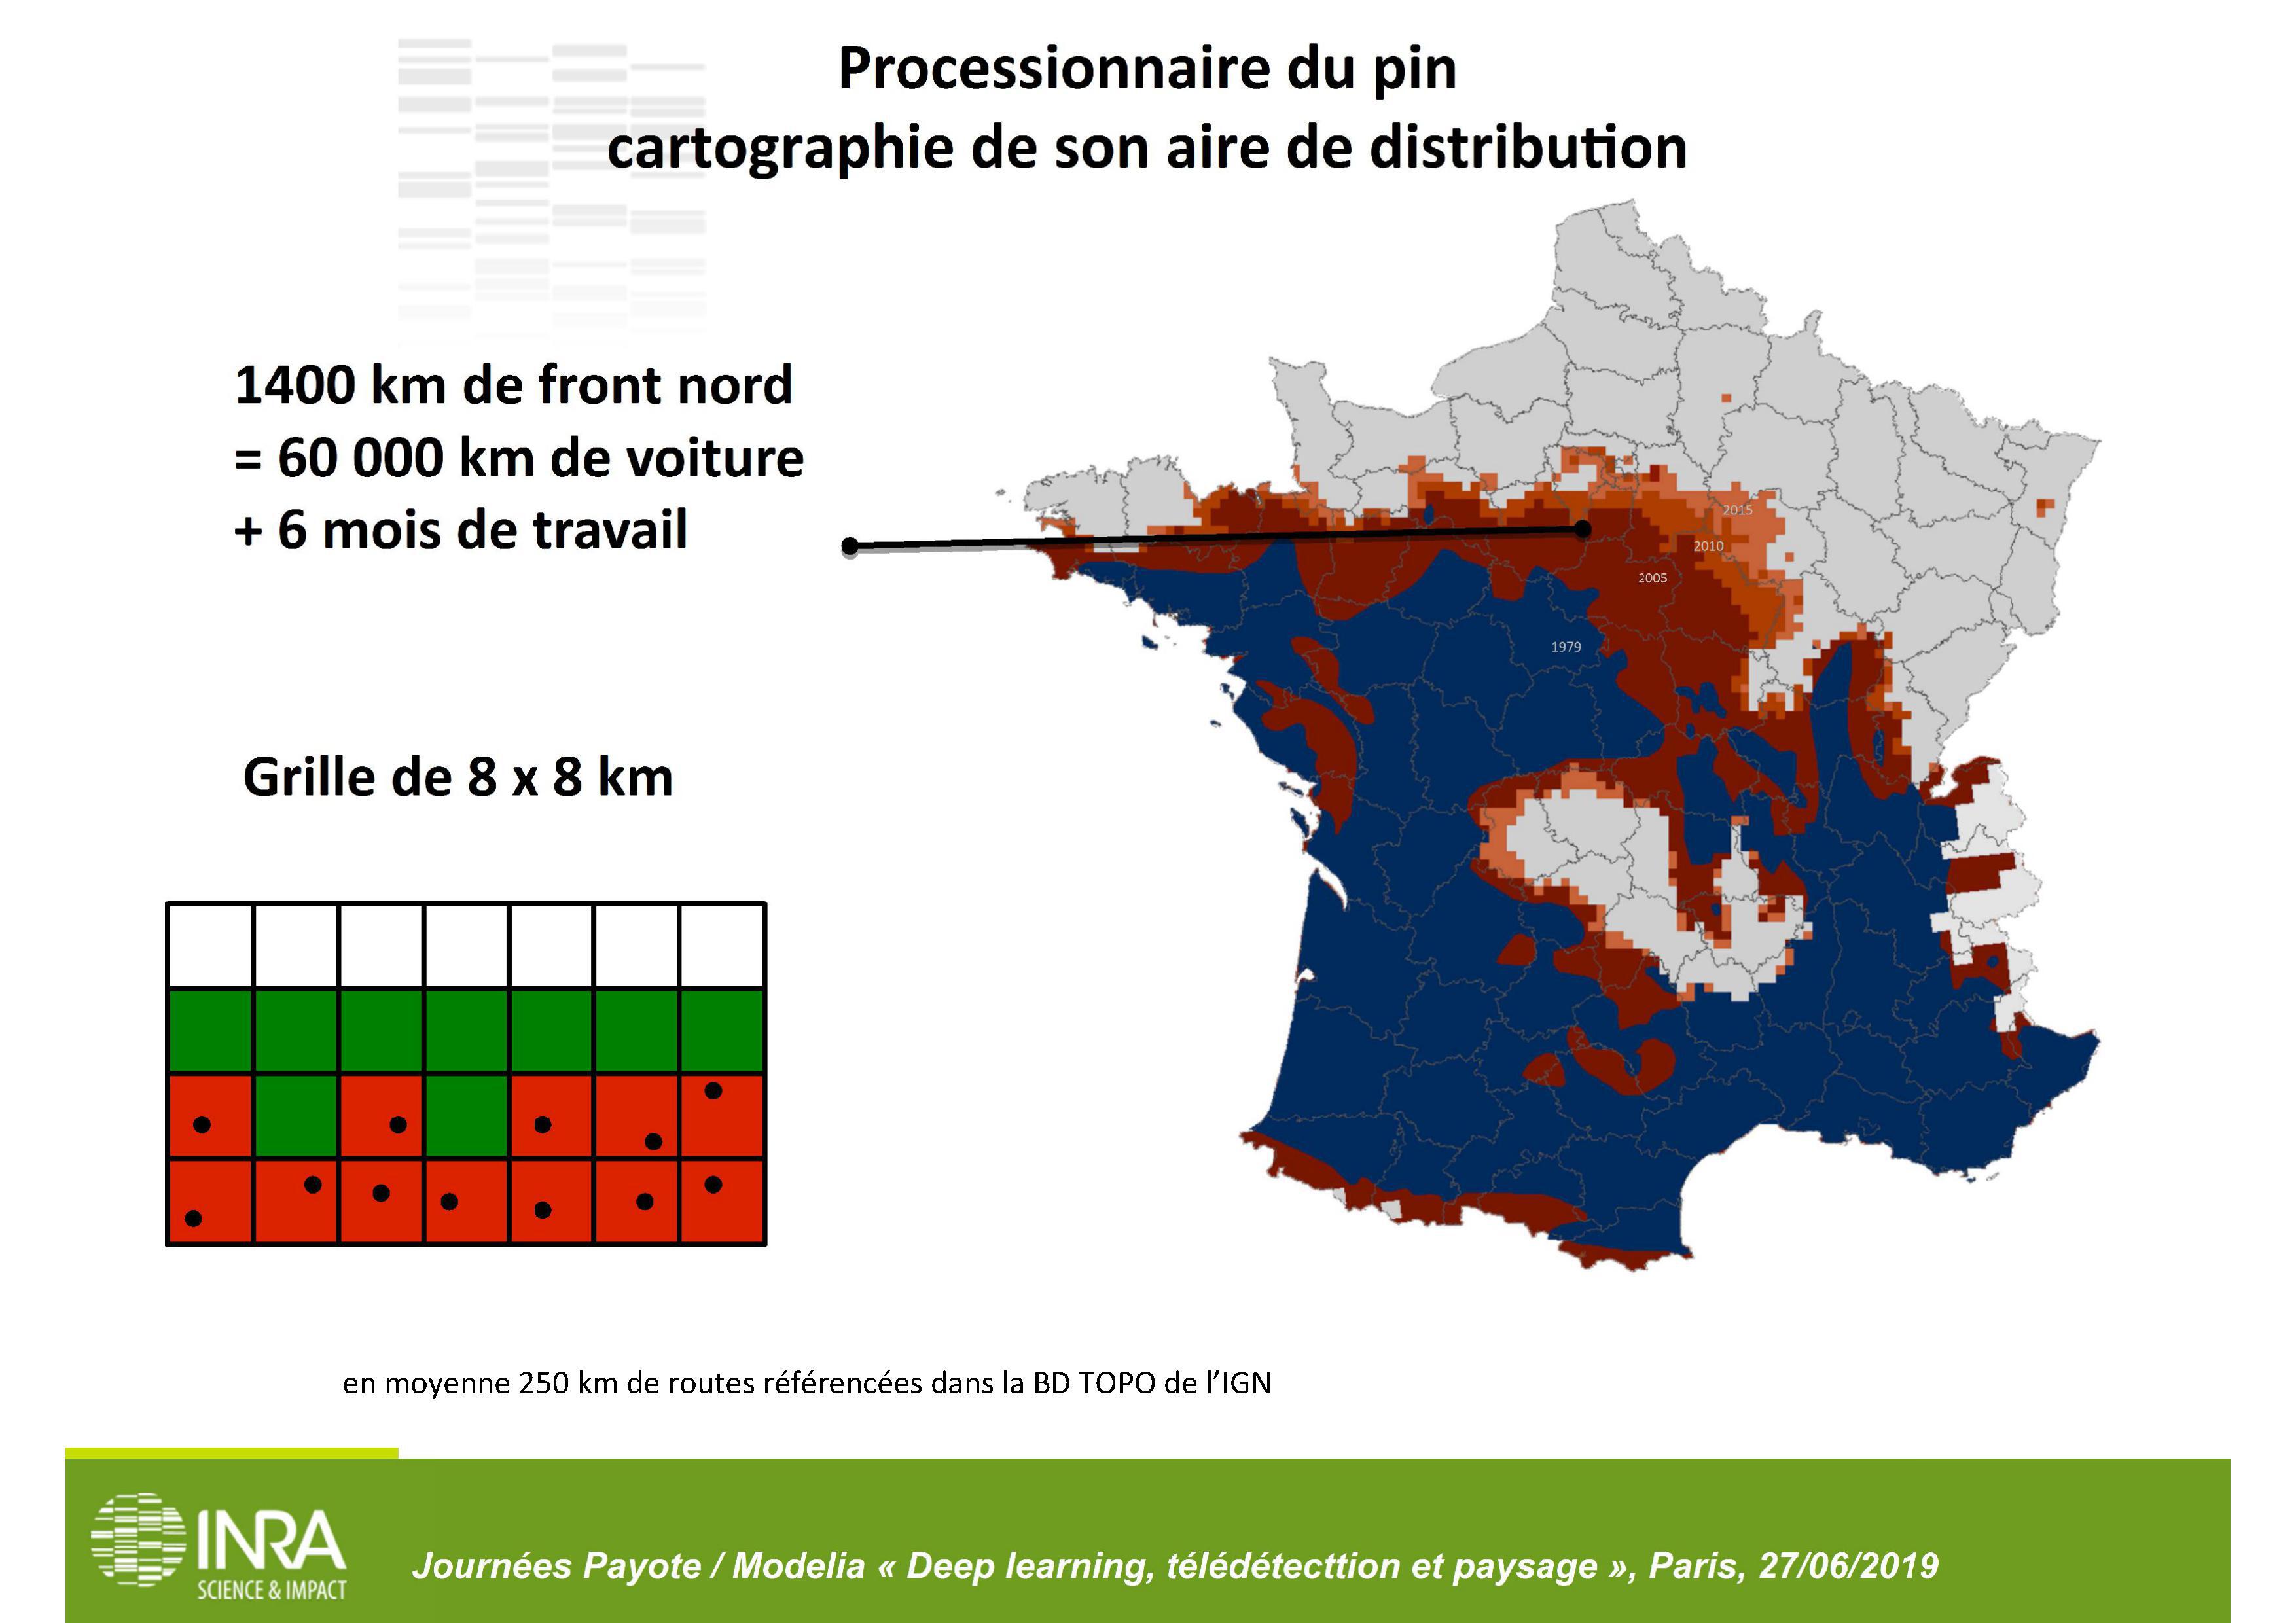 Processionnaire du pin
cartographie de son aire de distribution
1400 km de front nord
= 60 000 km de voiture
+ 6 mois de travail
2015
2010
2005
1979
Grille de 8 x 8 km
en moyenne 250 km de routes référencées dans la BD TOPO de l’IGN
INRA
SCIENCE & IMPACT
Journées Payote / Modelia « Deep learning, télédétecttion et paysage », Paris, 27/06/2019